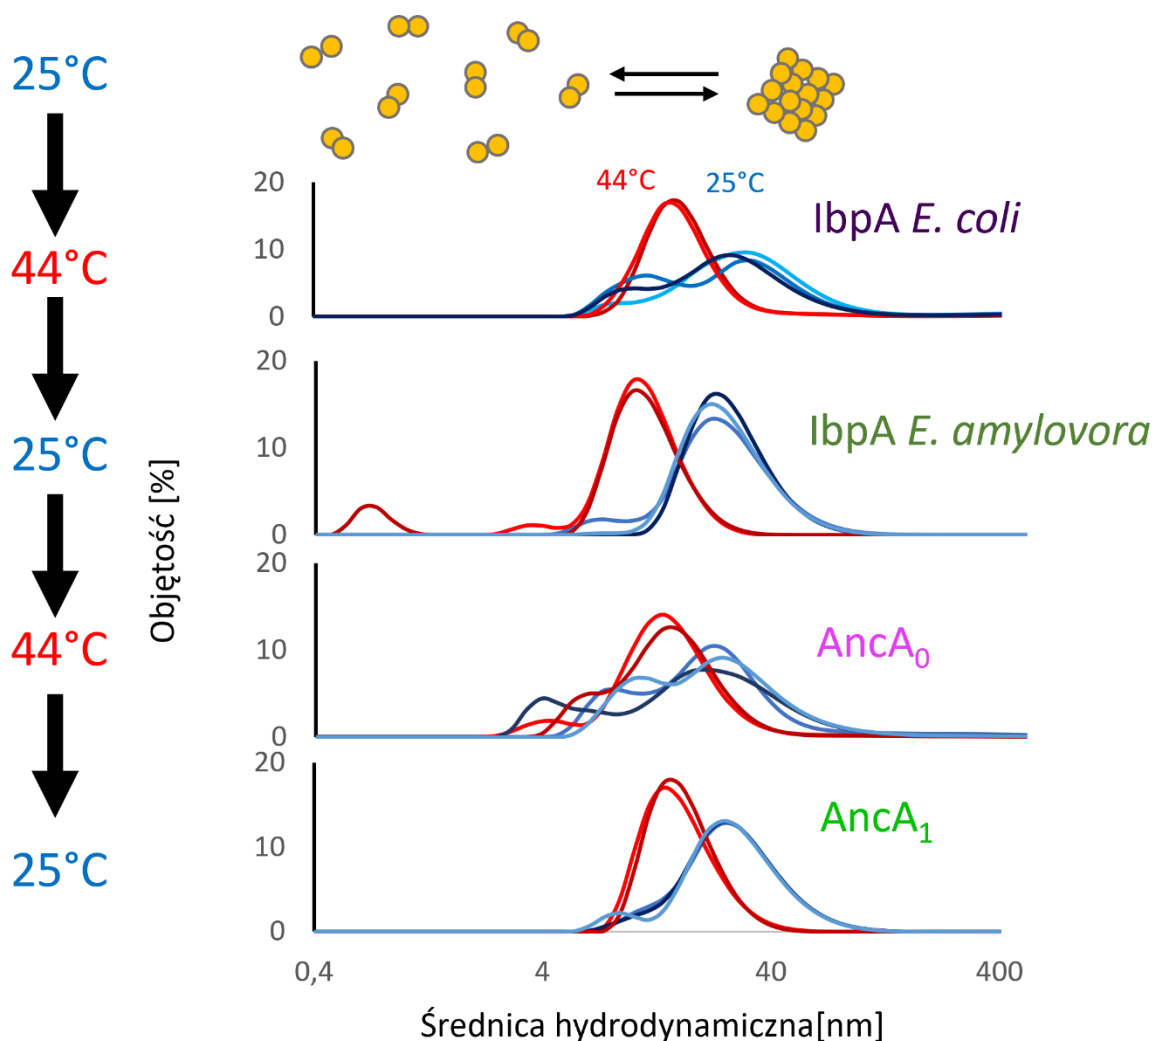 25°C
44°C
25°C
44°C
25°C
Objętość [%]
44°C 25°C
20
10
0
IbpA E. coli
20
10
0
IbpA E. amylovora
20
10
0
AncA₀
20
10
0
AncA₁
0,4 4 40 400
Średnica hydrodynamiczna[nm]